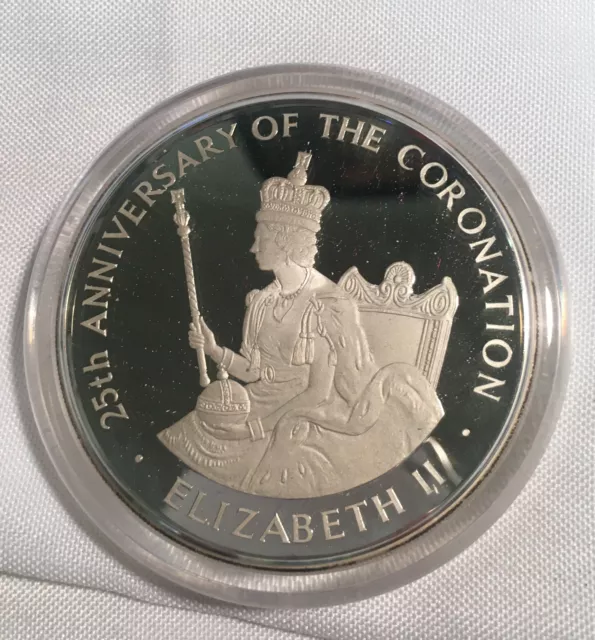 25th ANNIVERSARY OF THE CORONATION
· ELIZABETH II ·